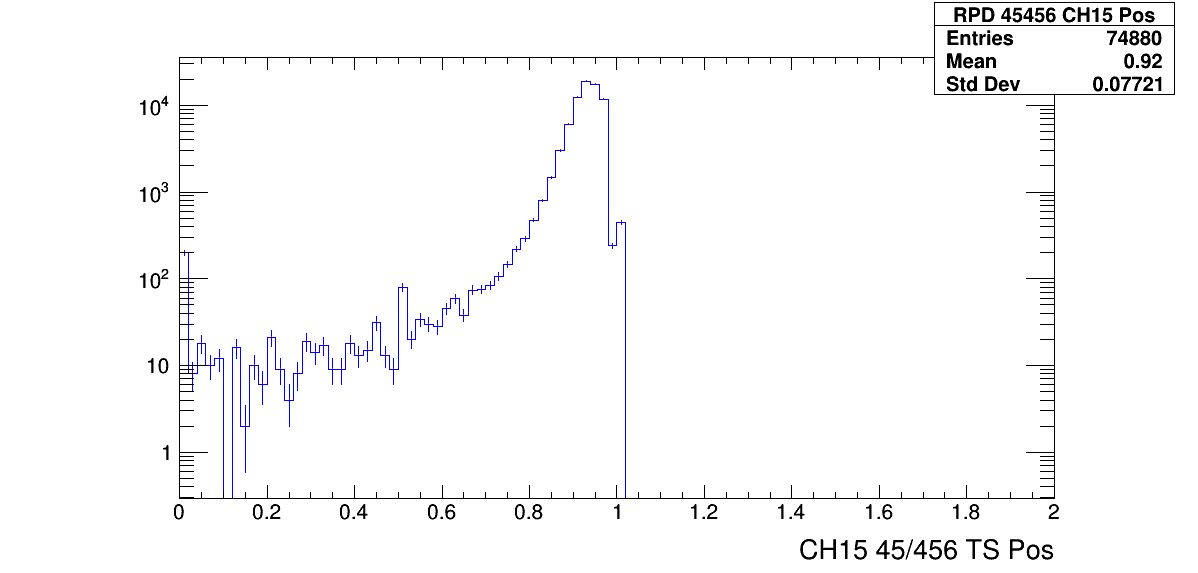 RPD 45456 CH15 Pos
Entries 74880
Mean 0.92
Std Dev 0.07721
10^4
10^3
10^2
10
1
0 0.2 0.4 0.6 0.8 1 1.2 1.4 1.6 1.8 2
CH15 45/456 TS Pos